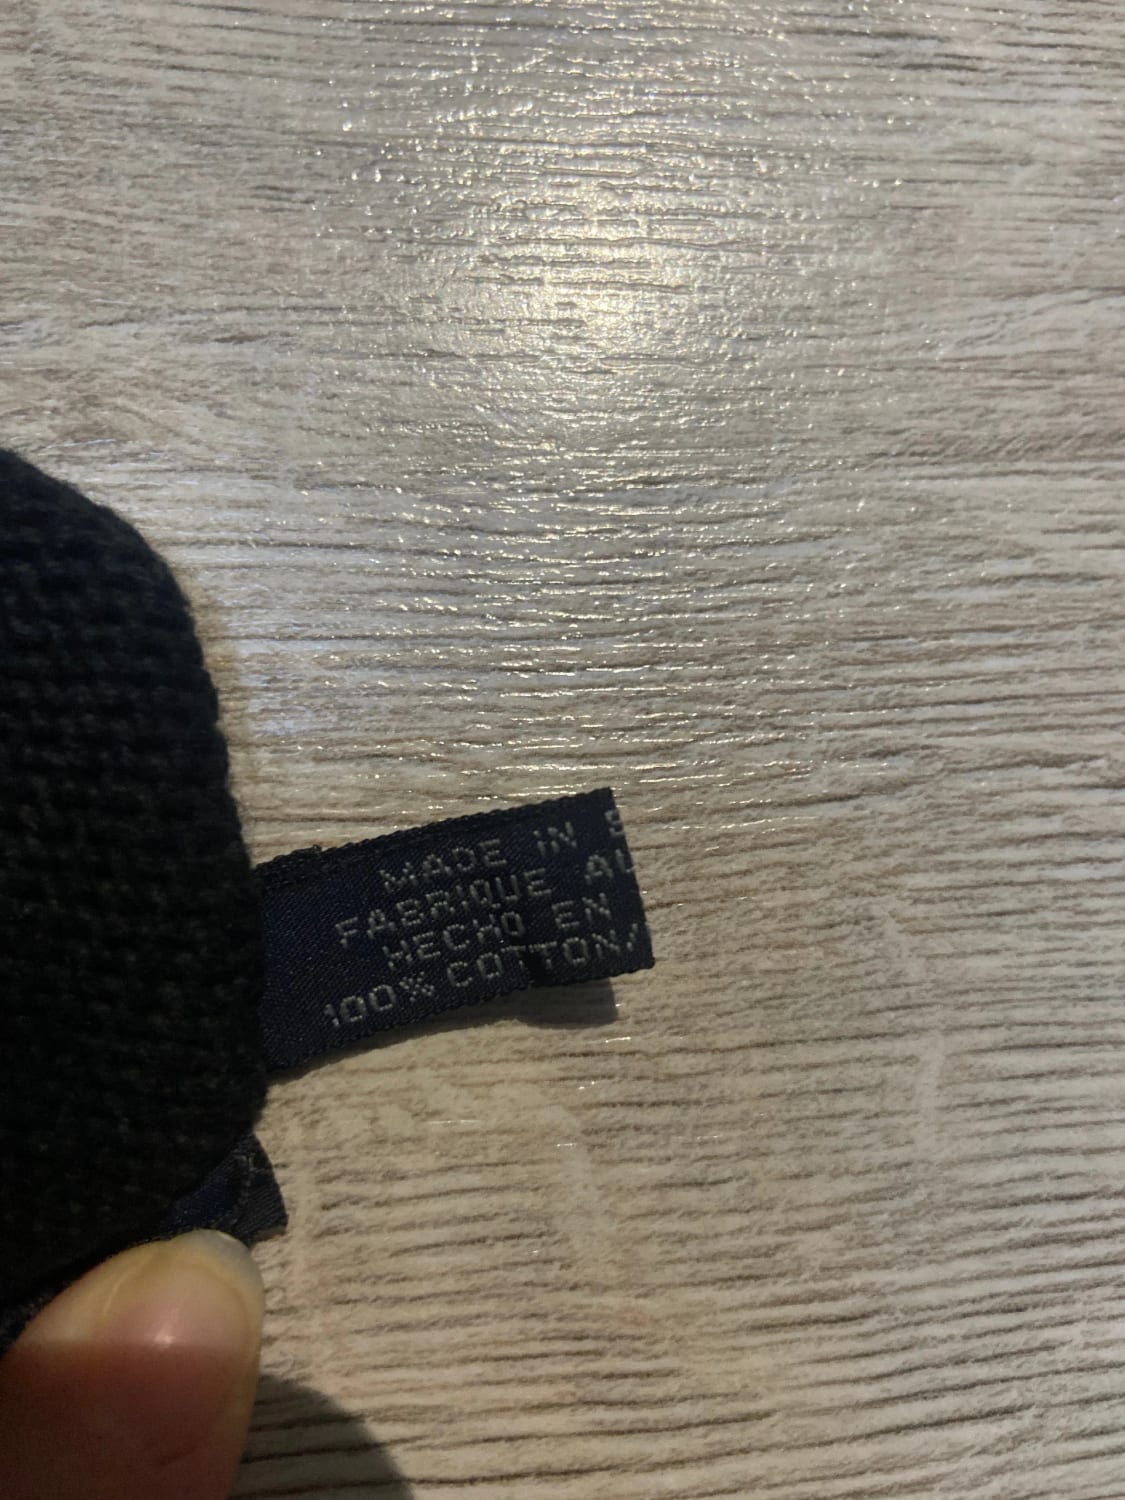 MADE IN S
FABRIQUE AU
HECHO EN
100% COTTON/